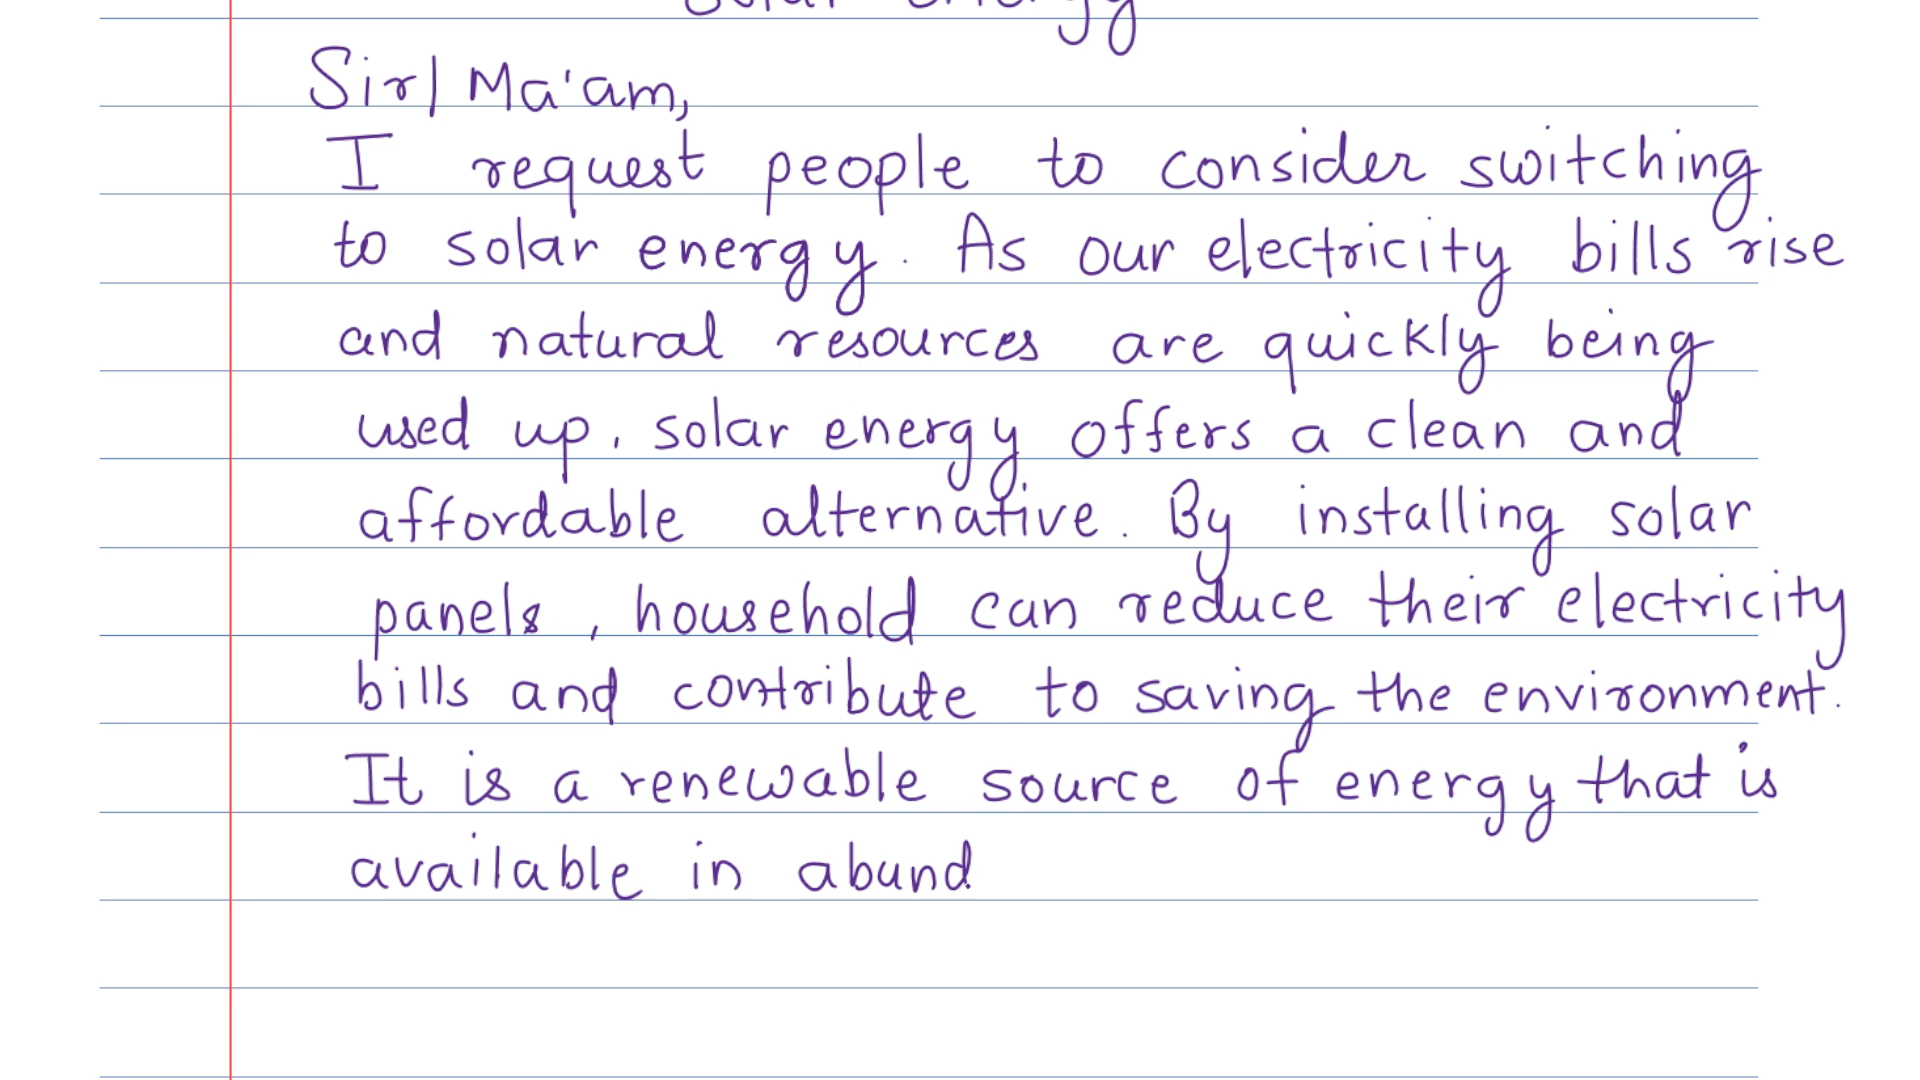 solar energy
Sir/ Ma'am,
I request people to consider switching
to solar energy. As our electricity bills rise
and natural resources are quickly being
used up, solar energy offers a clean and
affordable alternative. By installing solar
panels, household can reduce their electricity
bills and contribute to saving the environment.
It is a renewable source of energy that is
available in abund